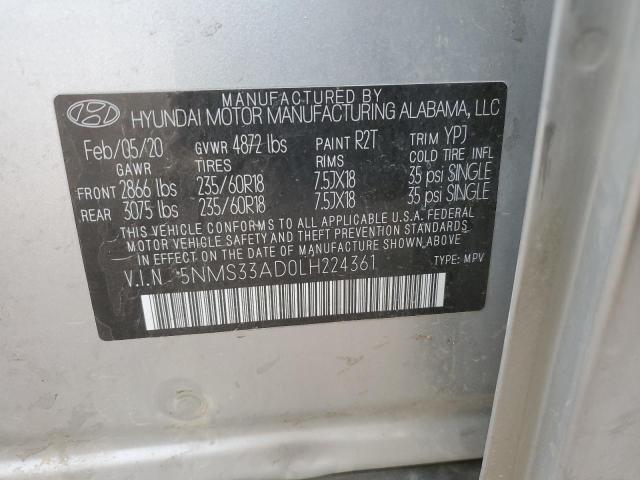 MANUFACTURED BY
HYUNDAI MOTOR MANUFACTURING ALABAMA, LLC
Feb/05/20 GVWR 4872 lbs PAINT R2T TRIM YPJ
GAWR TIRES RIMS COLD TIRE INFL
FRONT 2866 lbs 235/60R18 7.5JX18 35 psi SINGLE
REAR 3075 lbs 235/60R18 7.5JX18 35 psi SINGLE
THIS VEHICLE CONFORMS TO ALL APPLICABLE U.S.A. FEDERAL
MOTOR VEHICLE SAFETY AND THEFT PREVENTION STANDARDS
IN EFFECT ON THE DATE OF MANUFACTURE SHOWN ABOVE.
V.I.N. 5NMS33AD0LH224361 TYPE: MPV